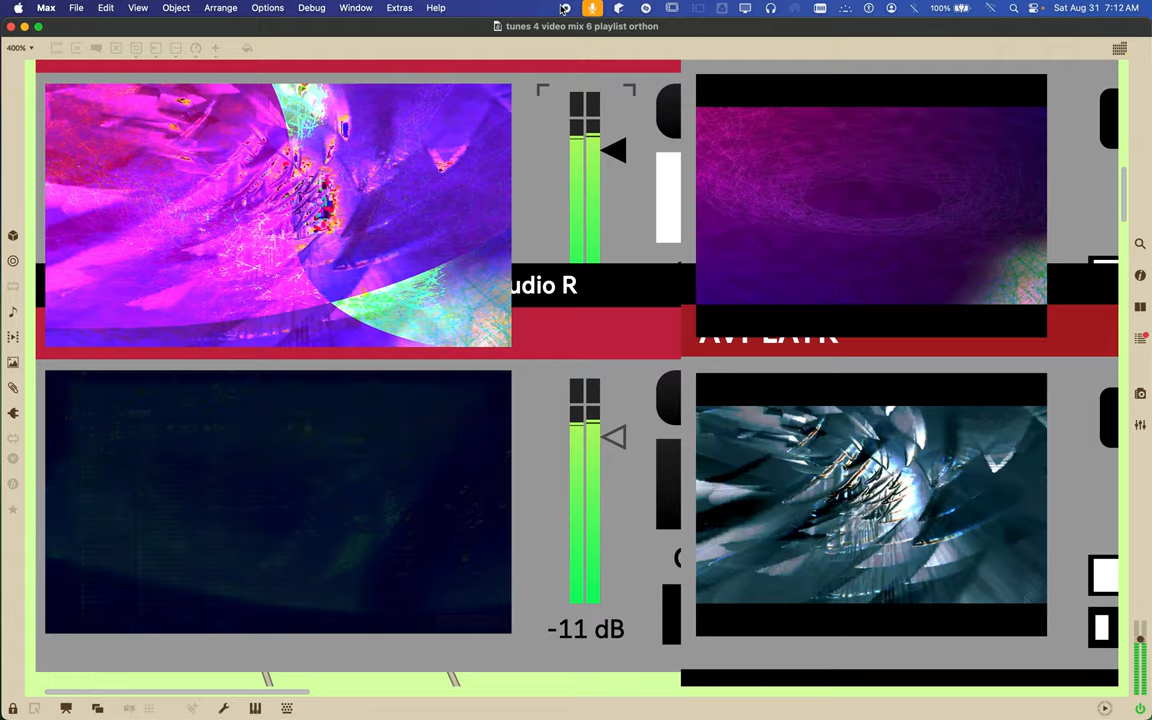 Max File Edit View Object Arrange Options Debug Window Extras Help 100% Sat Aug 31 7:12 AM
tunes 4 video mix 6 playlist orthon
400%
udio R
-11 dB